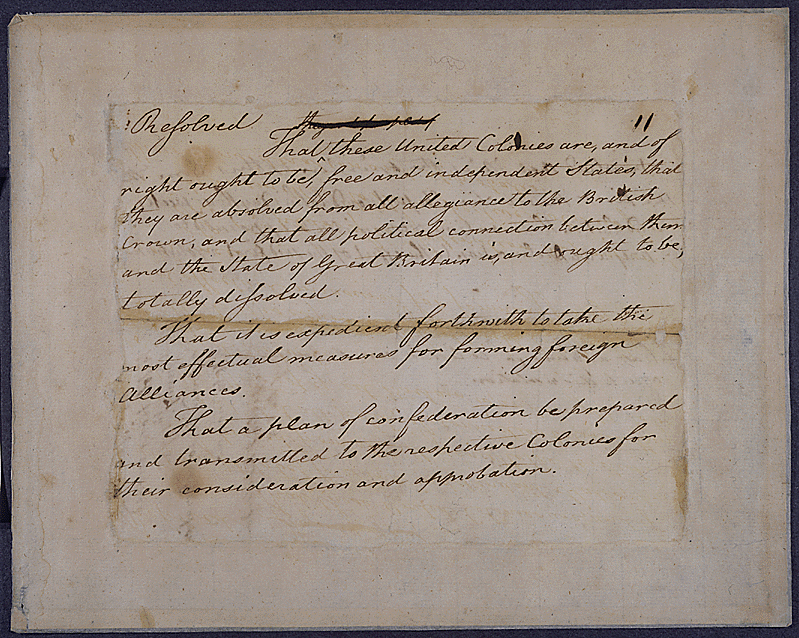 Resolved 11
That these United Colonies are, and of
right ought to be, free and independent States, that
they are absolved from all allegiance to the British
Crown, and that all political connection between them
and the State of Great Britain is, and ought to be,
totally dissolved.
That it is expedient forthwith to take the
most effectual measures for forming foreign
Alliances.
That a plan of confederation be prepared
and transmitted to the respective Colonies for
their consideration and approbation.